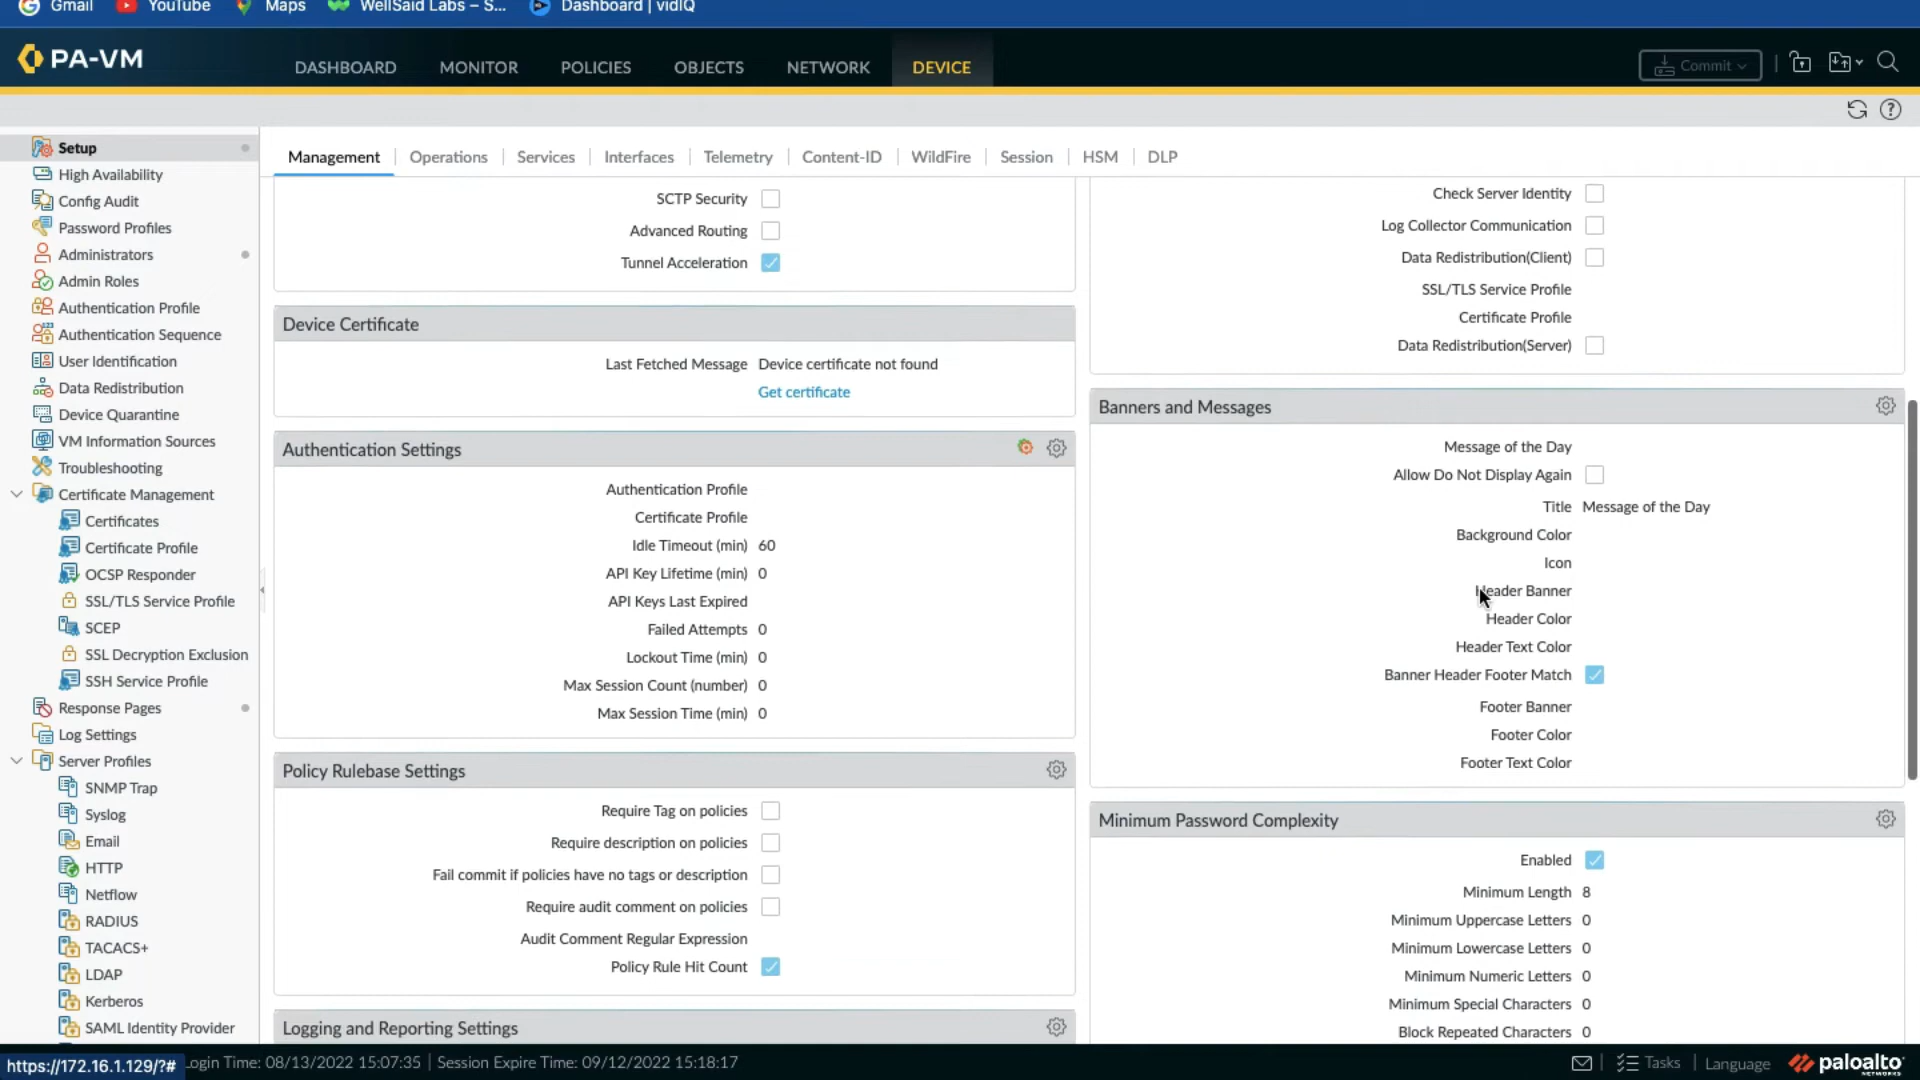 Gmail YouTube Maps WellSaid Labs – S... Dashboard | vidIQ
PA-VM DASHBOARD MONITOR POLICIES OBJECTS NETWORK DEVICE Commit
Setup
High Availability
Config Audit
Password Profiles
Administrators
Admin Roles
Authentication Profile
Authentication Sequence
User Identification
Data Redistribution
Device Quarantine
VM Information Sources
Troubleshooting
Certificate Management
Certificates
Certificate Profile
OCSP Responder
SSL/TLS Service Profile
SCEP
SSL Decryption Exclusion
SSH Service Profile
Response Pages
Log Settings
Server Profiles
SNMP Trap
Syslog
Email
HTTP
Netflow
RADIUS
TACACS+
LDAP
Kerberos
SAML Identity Provider
Management Operations Services Interfaces Telemetry Content-ID WildFire Session HSM DLP
SCTP Security
Advanced Routing
Tunnel Acceleration
Device Certificate
Last Fetched Message Device certificate not found
Get certificate
Authentication Settings
Authentication Profile
Certificate Profile
Idle Timeout (min) 60
API Key Lifetime (min) 0
API Keys Last Expired
Failed Attempts 0
Lockout Time (min) 0
Max Session Count (number) 0
Max Session Time (min) 0
Policy Rulebase Settings
Require Tag on policies
Require description on policies
Fail commit if policies have no tags or description
Require audit comment on policies
Audit Comment Regular Expression
Policy Rule Hit Count
Logging and Reporting Settings
Check Server Identity
Log Collector Communication
Data Redistribution(Client)
SSL/TLS Service Profile
Certificate Profile
Data Redistribution(Server)
Banners and Messages
Message of the Day
Allow Do Not Display Again
Title Message of the Day
Background Color
Icon
Header Banner
Header Color
Header Text Color
Banner Header Footer Match
Footer Banner
Footer Color
Footer Text Color
Minimum Password Complexity
Enabled
Minimum Length 8
Minimum Uppercase Letters 0
Minimum Lowercase Letters 0
Minimum Numeric Letters 0
Minimum Special Characters 0
Block Repeated Characters 0
https://172.16.1.129/?# ogin Time: 08/13/2022 15:07:35 | Session Expire Time: 09/12/2022 15:18:17 Tasks | Language paloalto NETWORKS